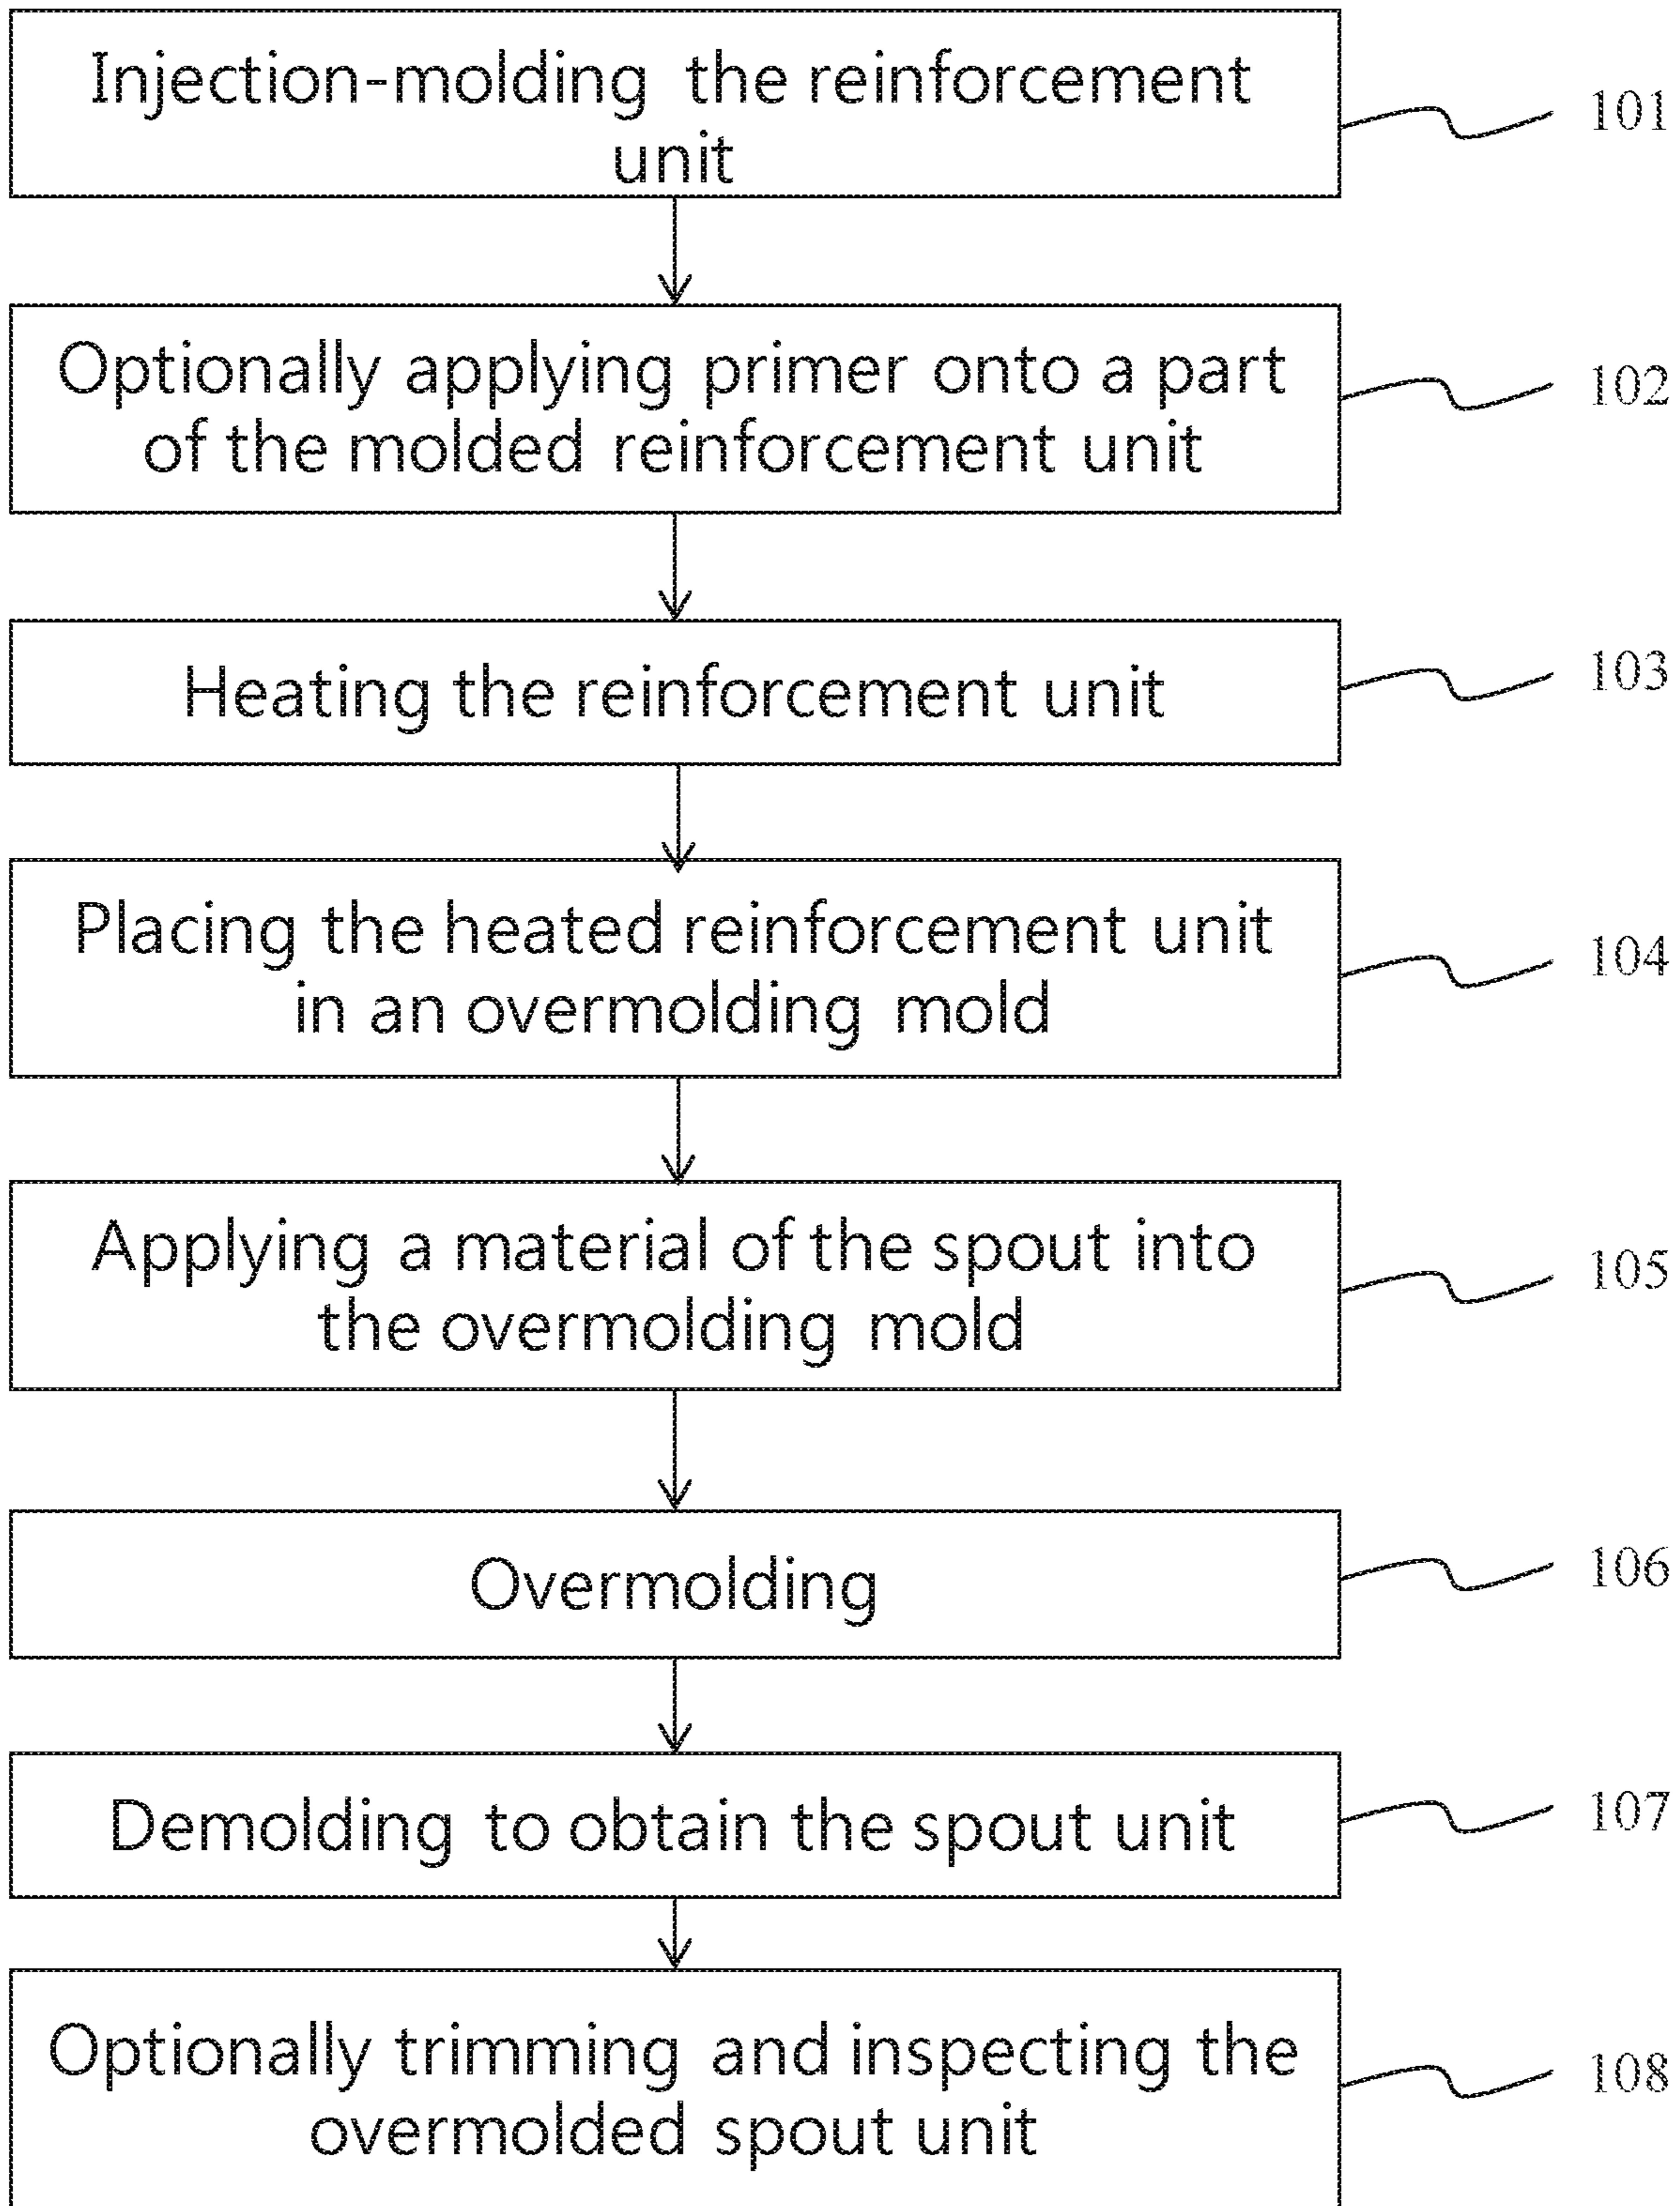 Injection-molding the reinforcement
unit
101
Optionally applying primer onto a part
of the molded reinforcement unit
102
Heating the reinforcement unit
103
Placing the heated reinforcement unit
in an overmolding mold
104
Applying a material of the spout into
the overmolding mold
105
Overmolding
106
Demolding to obtain the spout unit
107
Optionally trimming and inspecting the
overmolded spout unit
108